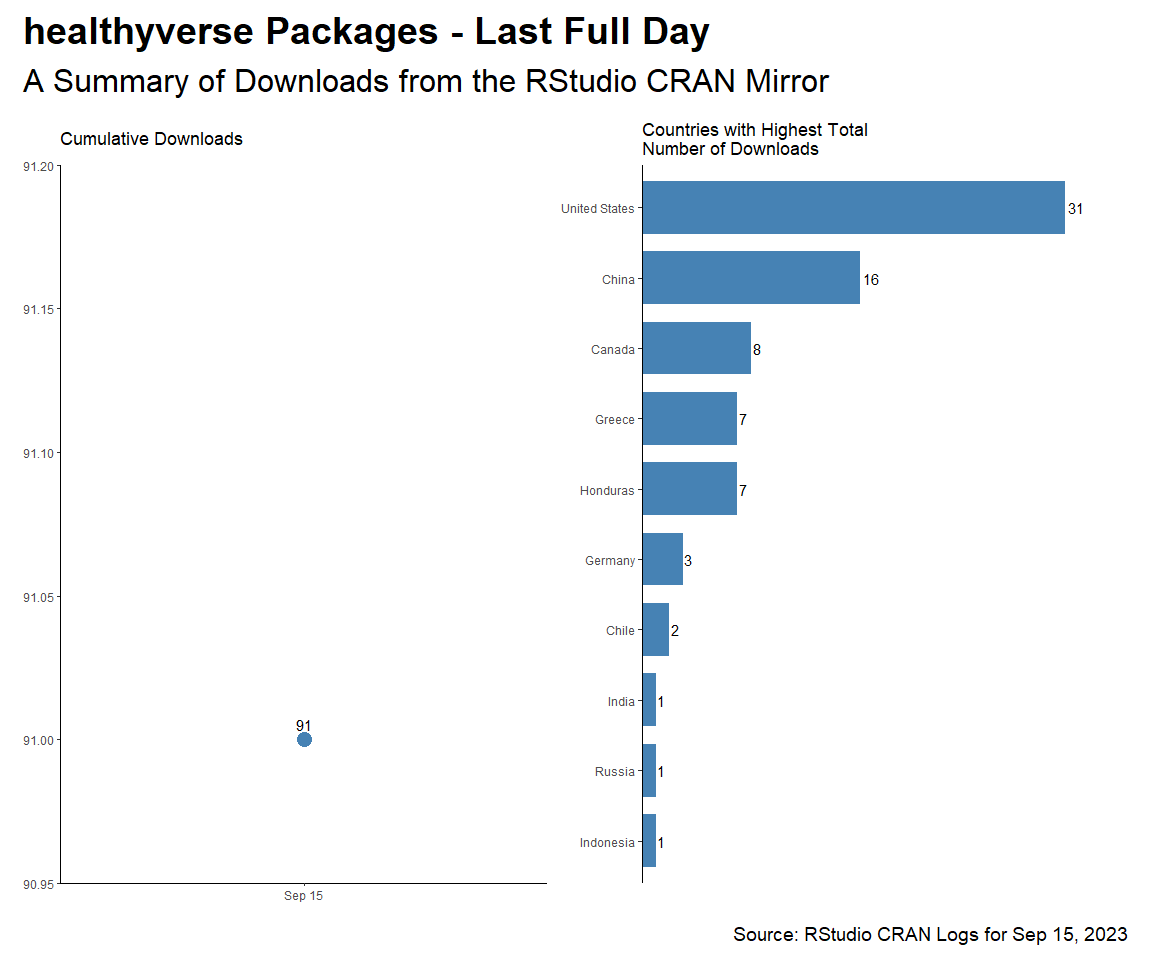 healthyverse Packages - Last Full Day
A Summary of Downloads from the RStudio CRAN Mirror
Cumulative Downloads
91.20
91.15
91.10
91.05
91.00
90.95
91
Sep 15
Countries with Highest Total
Number of Downloads
United States 31
China 16
Canada 8
Greece 7
Honduras 7
Germany 3
Chile 2
India 1
Russia 1
Indonesia 1
Source: RStudio CRAN Logs for Sep 15, 2023